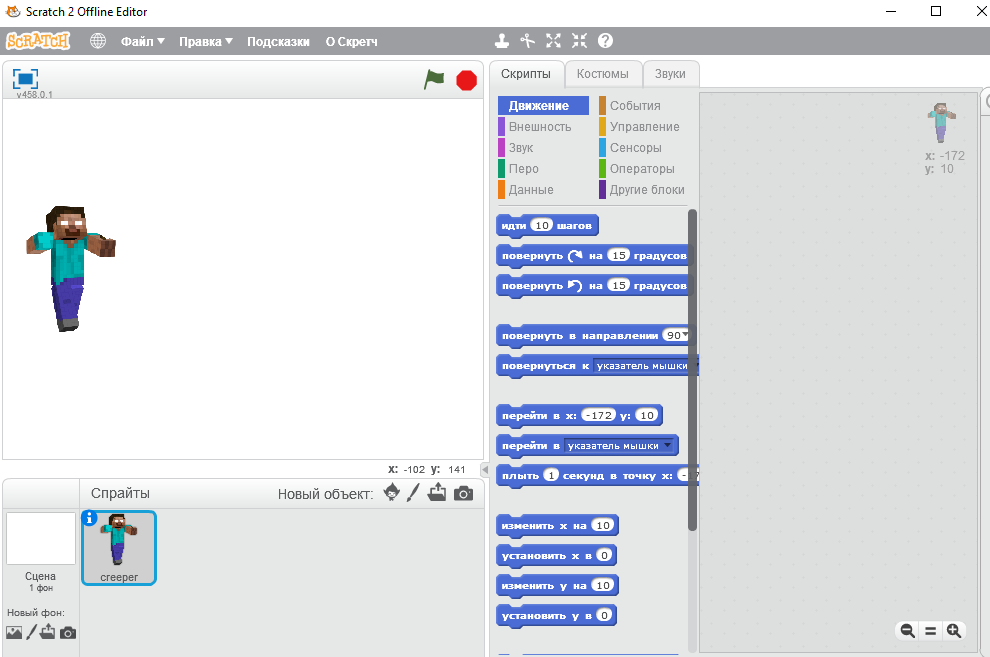 Scratch 2 Offline Editor
SCRATCH Файл Правка Подсказки О Скретч
v458.0.1
Скрипты Костюмы Звуки
Движение События
Внешность Управление
Звук Сенсоры
Перо Операторы
Данные Другие блоки
x: -172
y: 10
идти 10 шагов
повернуть на 15 градусов
повернуть на 15 градусов
повернуть в направлении 90
повернуться к указатель мышки
перейти в x: -172 y: 10
перейти в указатель мышки
плыть 1 секунд в точку x:
изменить x на 10
установить x в 0
изменить y на 10
установить y в 0
x: -102 y: 141
Спрайты Новый объект:
creeper
Сцена
1 фон
Новый фон: